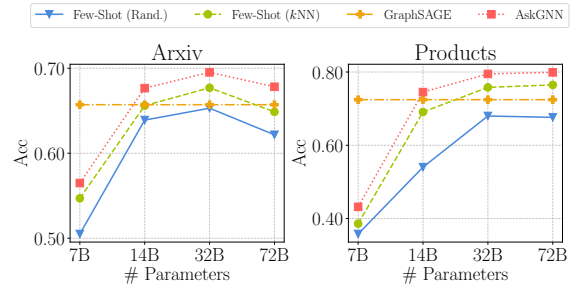 Few-Shot (Rand.) Few-Shot (kNN) GraphSAGE AskGNN
Arxiv
Acc
0.70
0.60
0.50
7B 14B 32B 72B
# Parameters
Products
Acc
0.80
0.60
0.40
7B 14B 32B 72B
# Parameters